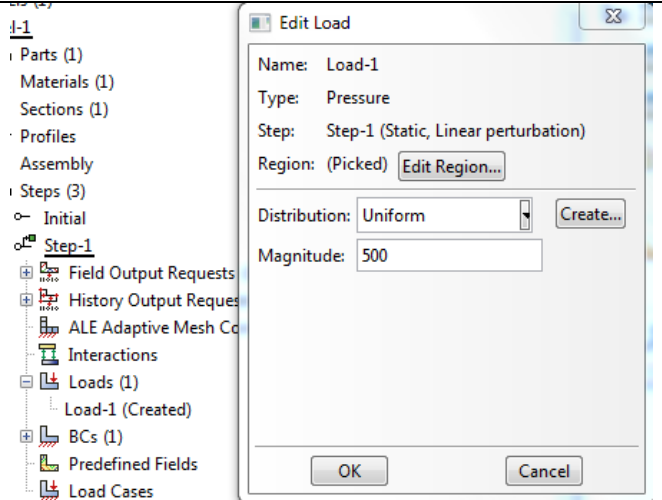 l-1
Parts (1)
Materials (1)
Sections (1)
Profiles
Assembly
Steps (3)
Initial
Step-1
Field Output Requests
History Output Reques
ALE Adaptive Mesh Co
Interactions
Loads (1)
Load-1 (Created)
BCs (1)
Predefined Fields
Load Cases
Edit Load
Name: Load-1
Type: Pressure
Step: Step-1 (Static, Linear perturbation)
Region: (Picked) Edit Region...
Distribution: Uniform Create...
Magnitude: 500
OK Cancel